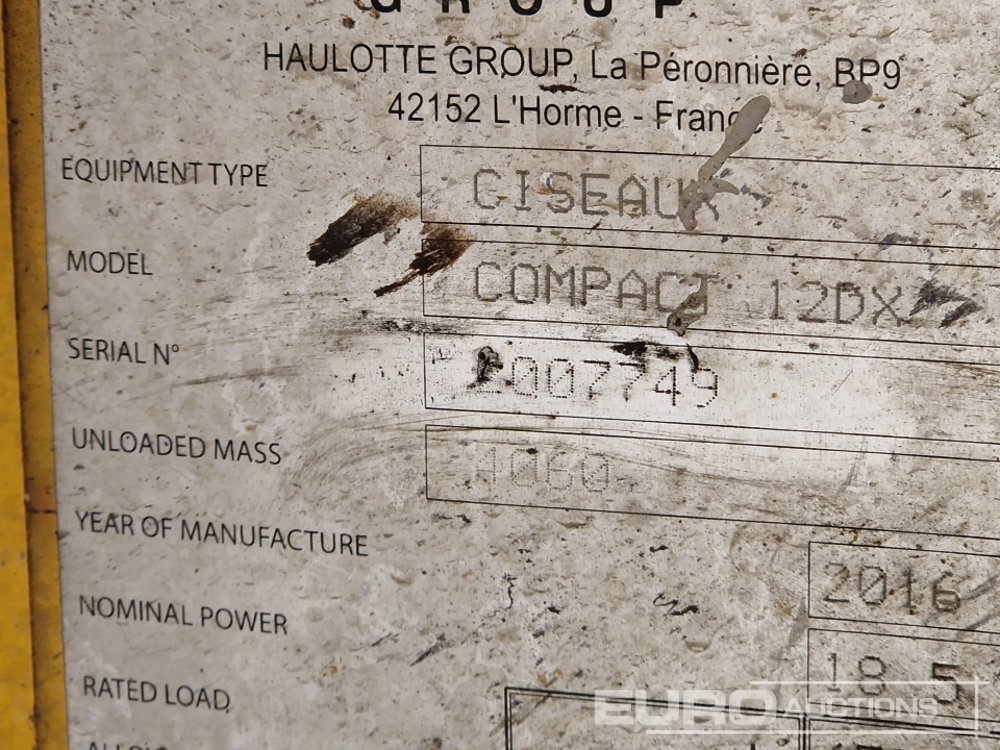 GROUP
HAULOTTE GROUP, La Péronnière, BP9
42152 L'Horme - France
EQUIPMENT TYPE CISEAUX
MODEL COMPACT 12DX
SERIAL N° 2007749
UNLOADED MASS 4060
YEAR OF MANUFACTURE 2016
NOMINAL POWER 18 5
RATED LOAD
EURO AUCTIONS